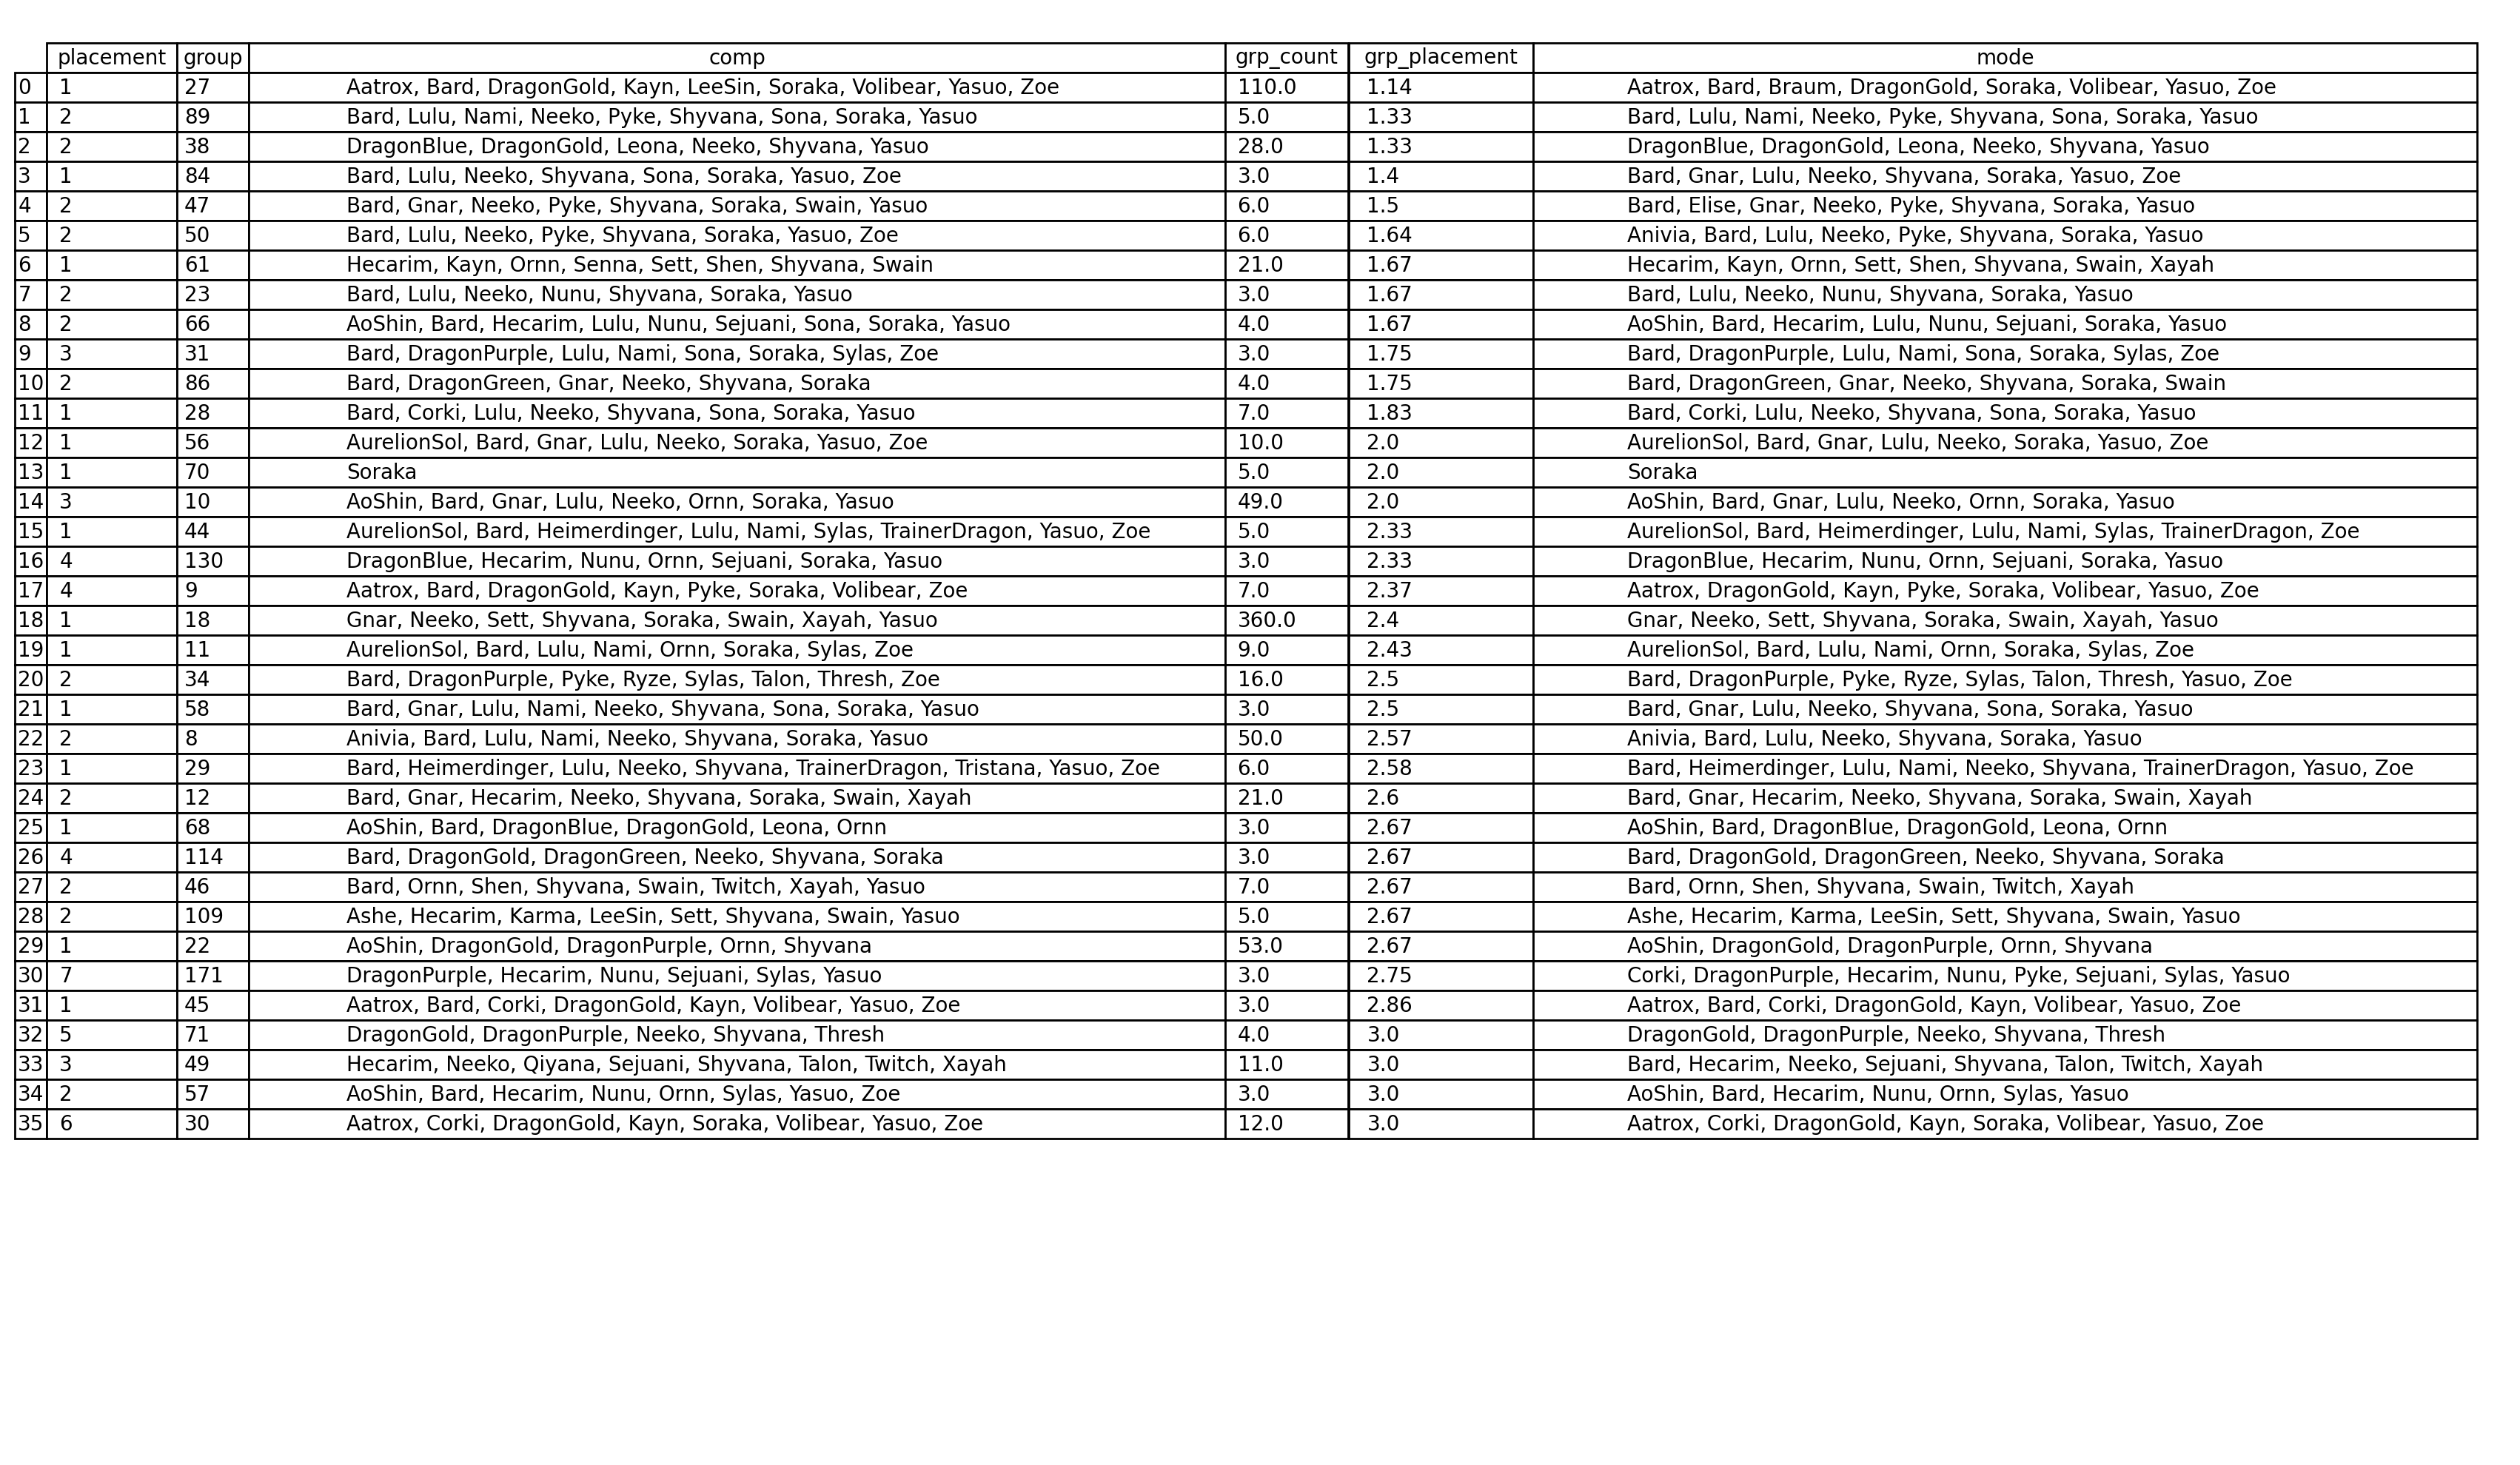 placement group comp grp_count grp_placement mode
0 1 27 Aatrox, Bard, DragonGold, Kayn, LeeSin, Soraka, Volibear, Yasuo, Zoe 110.0 1.14 Aatrox, Bard, Braum, DragonGold, Soraka, Volibear, Yasuo, Zoe
1 2 89 Bard, Lulu, Nami, Neeko, Pyke, Shyvana, Sona, Soraka, Yasuo 5.0 1.33 Bard, Lulu, Nami, Neeko, Pyke, Shyvana, Sona, Soraka, Yasuo
2 2 38 DragonBlue, DragonGold, Leona, Neeko, Shyvana, Yasuo 28.0 1.33 DragonBlue, DragonGold, Leona, Neeko, Shyvana, Yasuo
3 1 84 Bard, Lulu, Neeko, Shyvana, Sona, Soraka, Yasuo, Zoe 3.0 1.4 Bard, Gnar, Lulu, Neeko, Shyvana, Soraka, Yasuo, Zoe
4 2 47 Bard, Gnar, Neeko, Pyke, Shyvana, Soraka, Swain, Yasuo 6.0 1.5 Bard, Elise, Gnar, Neeko, Pyke, Shyvana, Soraka, Yasuo
5 2 50 Bard, Lulu, Neeko, Pyke, Shyvana, Soraka, Yasuo, Zoe 6.0 1.64 Anivia, Bard, Lulu, Neeko, Pyke, Shyvana, Soraka, Yasuo
6 1 61 Hecarim, Kayn, Ornn, Senna, Sett, Shen, Shyvana, Swain 21.0 1.67 Hecarim, Kayn, Ornn, Sett, Shen, Shyvana, Swain, Xayah
7 2 23 Bard, Lulu, Neeko, Nunu, Shyvana, Soraka, Yasuo 3.0 1.67 Bard, Lulu, Neeko, Nunu, Shyvana, Soraka, Yasuo
8 2 66 AoShin, Bard, Hecarim, Lulu, Nunu, Sejuani, Sona, Soraka, Yasuo 4.0 1.67 AoShin, Bard, Hecarim, Lulu, Nunu, Sejuani, Soraka, Yasuo
9 3 31 Bard, DragonPurple, Lulu, Nami, Sona, Soraka, Sylas, Zoe 3.0 1.75 Bard, DragonPurple, Lulu, Nami, Sona, Soraka, Sylas, Zoe
10 2 86 Bard, DragonGreen, Gnar, Neeko, Shyvana, Soraka 4.0 1.75 Bard, DragonGreen, Gnar, Neeko, Shyvana, Soraka, Swain
11 1 28 Bard, Corki, Lulu, Neeko, Shyvana, Sona, Soraka, Yasuo 7.0 1.83 Bard, Corki, Lulu, Neeko, Shyvana, Sona, Soraka, Yasuo
12 1 56 AurelionSol, Bard, Gnar, Lulu, Neeko, Soraka, Yasuo, Zoe 10.0 2.0 AurelionSol, Bard, Gnar, Lulu, Neeko, Soraka, Yasuo, Zoe
13 1 70 Soraka 5.0 2.0 Soraka
14 3 10 AoShin, Bard, Gnar, Lulu, Neeko, Ornn, Soraka, Yasuo 49.0 2.0 AoShin, Bard, Gnar, Lulu, Neeko, Ornn, Soraka, Yasuo
15 1 44 AurelionSol, Bard, Heimerdinger, Lulu, Nami, Sylas, TrainerDragon, Yasuo, Zoe 5.0 2.33 AurelionSol, Bard, Heimerdinger, Lulu, Nami, Sylas, TrainerDragon, Zoe
16 4 130 DragonBlue, Hecarim, Nunu, Ornn, Sejuani, Soraka, Yasuo 3.0 2.33 DragonBlue, Hecarim, Nunu, Ornn, Sejuani, Soraka, Yasuo
17 4 9 Aatrox, Bard, DragonGold, Kayn, Pyke, Soraka, Volibear, Zoe 7.0 2.37 Aatrox, DragonGold, Kayn, Pyke, Soraka, Volibear, Yasuo, Zoe
18 1 18 Gnar, Neeko, Sett, Shyvana, Soraka, Swain, Xayah, Yasuo 360.0 2.4 Gnar, Neeko, Sett, Shyvana, Soraka, Swain, Xayah, Yasuo
19 1 11 AurelionSol, Bard, Lulu, Nami, Ornn, Soraka, Sylas, Zoe 9.0 2.43 AurelionSol, Bard, Lulu, Nami, Ornn, Soraka, Sylas, Zoe
20 2 34 Bard, DragonPurple, Pyke, Ryze, Sylas, Talon, Thresh, Zoe 16.0 2.5 Bard, DragonPurple, Pyke, Ryze, Sylas, Talon, Thresh, Yasuo, Zoe
21 1 58 Bard, Gnar, Lulu, Nami, Neeko, Shyvana, Sona, Soraka, Yasuo 3.0 2.5 Bard, Gnar, Lulu, Neeko, Shyvana, Sona, Soraka, Yasuo
22 2 8 Anivia, Bard, Lulu, Nami, Neeko, Shyvana, Soraka, Yasuo 50.0 2.57 Anivia, Bard, Lulu, Neeko, Shyvana, Soraka, Yasuo
23 1 29 Bard, Heimerdinger, Lulu, Neeko, Shyvana, TrainerDragon, Tristana, Yasuo, Zoe 6.0 2.58 Bard, Heimerdinger, Lulu, Nami, Neeko, Shyvana, TrainerDragon, Yasuo, Zoe
24 2 12 Bard, Gnar, Hecarim, Neeko, Shyvana, Soraka, Swain, Xayah 21.0 2.6 Bard, Gnar, Hecarim, Neeko, Shyvana, Soraka, Swain, Xayah
25 1 68 AoShin, Bard, DragonBlue, DragonGold, Leona, Ornn 3.0 2.67 AoShin, Bard, DragonBlue, DragonGold, Leona, Ornn
26 4 114 Bard, DragonGold, DragonGreen, Neeko, Shyvana, Soraka 3.0 2.67 Bard, DragonGold, DragonGreen, Neeko, Shyvana, Soraka
27 2 46 Bard, Ornn, Shen, Shyvana, Swain, Twitch, Xayah, Yasuo 7.0 2.67 Bard, Ornn, Shen, Shyvana, Swain, Twitch, Xayah
28 2 109 Ashe, Hecarim, Karma, LeeSin, Sett, Shyvana, Swain, Yasuo 5.0 2.67 Ashe, Hecarim, Karma, LeeSin, Sett, Shyvana, Swain, Yasuo
29 1 22 AoShin, DragonGold, DragonPurple, Ornn, Shyvana 53.0 2.67 AoShin, DragonGold, DragonPurple, Ornn, Shyvana
30 7 171 DragonPurple, Hecarim, Nunu, Sejuani, Sylas, Yasuo 3.0 2.75 Corki, DragonPurple, Hecarim, Nunu, Pyke, Sejuani, Sylas, Yasuo
31 1 45 Aatrox, Bard, Corki, DragonGold, Kayn, Volibear, Yasuo, Zoe 3.0 2.86 Aatrox, Bard, Corki, DragonGold, Kayn, Volibear, Yasuo, Zoe
32 5 71 DragonGold, DragonPurple, Neeko, Shyvana, Thresh 4.0 3.0 DragonGold, DragonPurple, Neeko, Shyvana, Thresh
33 3 49 Hecarim, Neeko, Qiyana, Sejuani, Shyvana, Talon, Twitch, Xayah 11.0 3.0 Bard, Hecarim, Neeko, Sejuani, Shyvana, Talon, Twitch, Xayah
34 2 57 AoShin, Bard, Hecarim, Nunu, Ornn, Sylas, Yasuo, Zoe 3.0 3.0 AoShin, Bard, Hecarim, Nunu, Ornn, Sylas, Yasuo
35 6 30 Aatrox, Corki, DragonGold, Kayn, Soraka, Volibear, Yasuo, Zoe 12.0 3.0 Aatrox, Corki, DragonGold, Kayn, Soraka, Volibear, Yasuo, Zoe